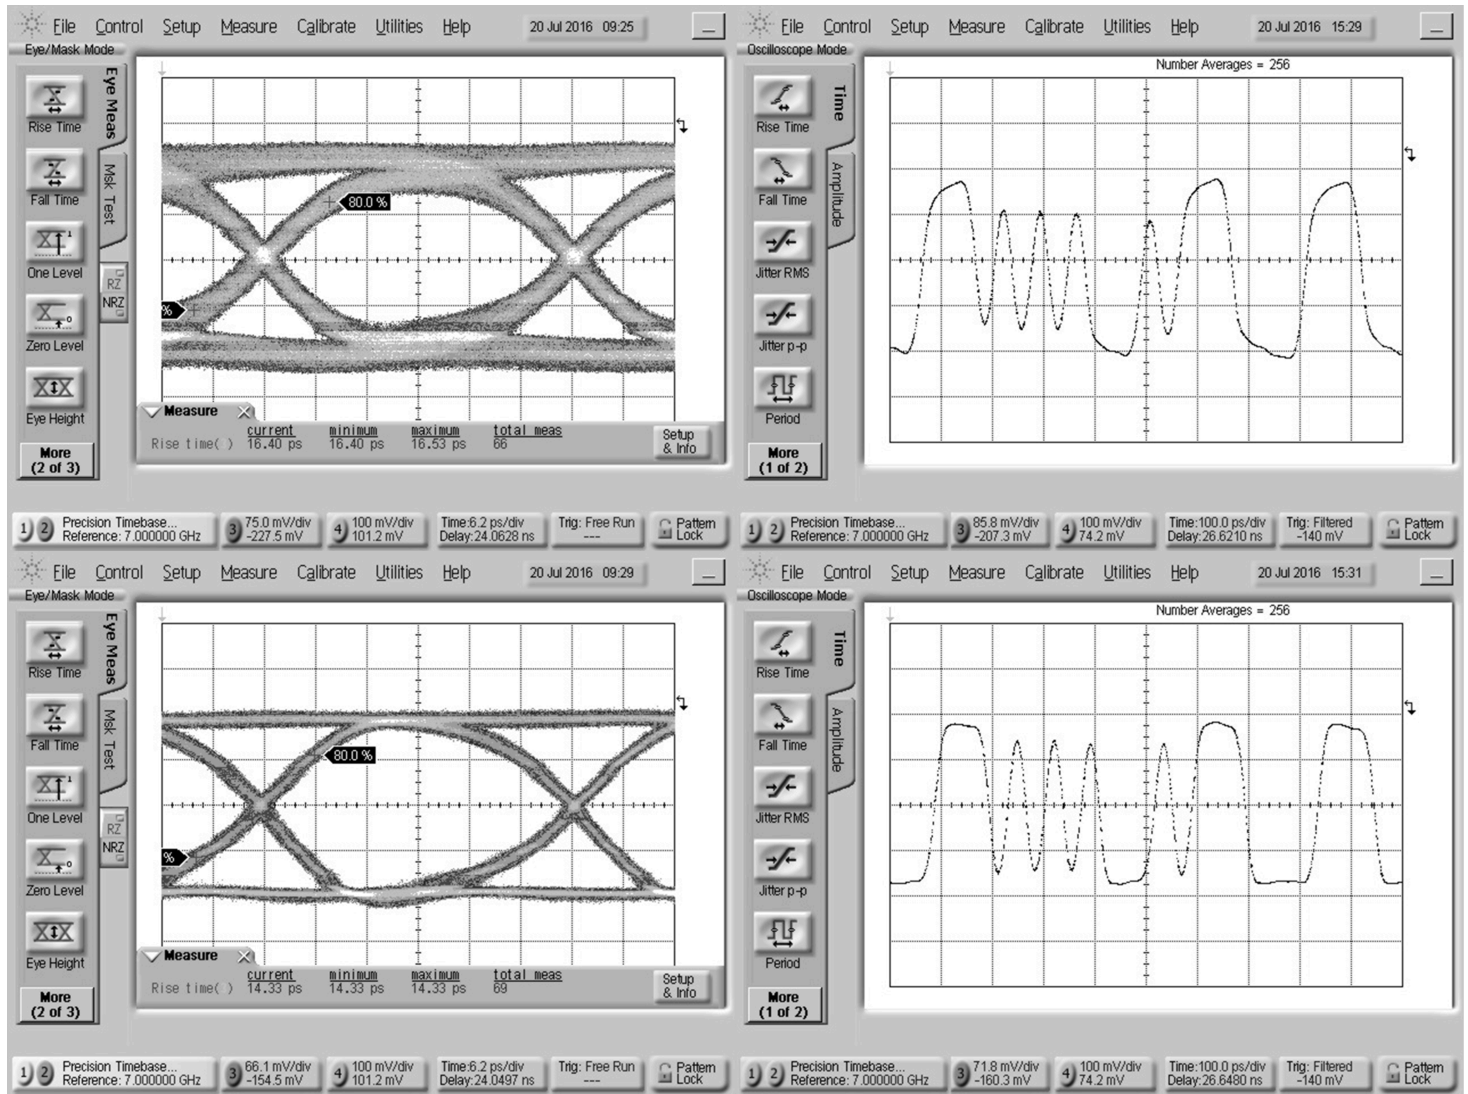 File Control Setup Measure Calibrate Utilities Help 20 Jul 2016 09:25
Eye/Mask Mode
Eye Meas
Msk Test
RZ
NRZ
Rise Time
Fall Time
One Level
Zero Level
Eye Height
More
(2 of 3)
80.0 %
%
Measure
current minimum maximum total meas
Rise time( ) 16.40 ps 16.40 ps 16.53 ps 66
Setup
& Info
1 2 Precision Timebase... 3 75.0 mV/div 4 100 mV/div Time:6.2 ps/div Trig: Free Run Pattern
Reference: 7.000000 GHz -227.5 mV 101.2 mV Delay:24.0628 ns --- Lock
File Control Setup Measure Calibrate Utilities Help 20 Jul 2016 15:29
Oscilloscope Mode
Number Averages = 256
Time
Amplitude
Rise Time
Fall Time
Jitter RMS
Jitter p-p
Period
More
(1 of 2)
1 2 Precision Timebase... 3 85.8 mV/div 4 100 mV/div Time:100.0 ps/div Trig: Filtered Pattern
Reference: 7.000000 GHz -207.3 mV 74.2 mV Delay:26.6210 ns -140 mV Lock
File Control Setup Measure Calibrate Utilities Help 20 Jul 2016 09:29
Eye/Mask Mode
Eye Meas
Msk Test
RZ
NRZ
Rise Time
Fall Time
One Level
Zero Level
Eye Height
More
(2 of 3)
80.0 %
%
Measure
current minimum maximum total meas
Rise time( ) 14.33 ps 14.33 ps 14.33 ps 69
Setup
& Info
1 2 Precision Timebase... 3 66.1 mV/div 4 100 mV/div Time:6.2 ps/div Trig: Free Run Pattern
Reference: 7.000000 GHz -154.5 mV 101.2 mV Delay:24.0497 ns --- Lock
File Control Setup Measure Calibrate Utilities Help 20 Jul 2016 15:31
Oscilloscope Mode
Number Averages = 256
Time
Amplitude
Rise Time
Fall Time
Jitter RMS
Jitter p-p
Period
More
(1 of 2)
1 2 Precision Timebase... 3 71.8 mV/div 4 100 mV/div Time:100.0 ps/div Trig: Filtered Pattern
Reference: 7.000000 GHz -160.3 mV 74.2 mV Delay:26.6480 ns -140 mV Lock